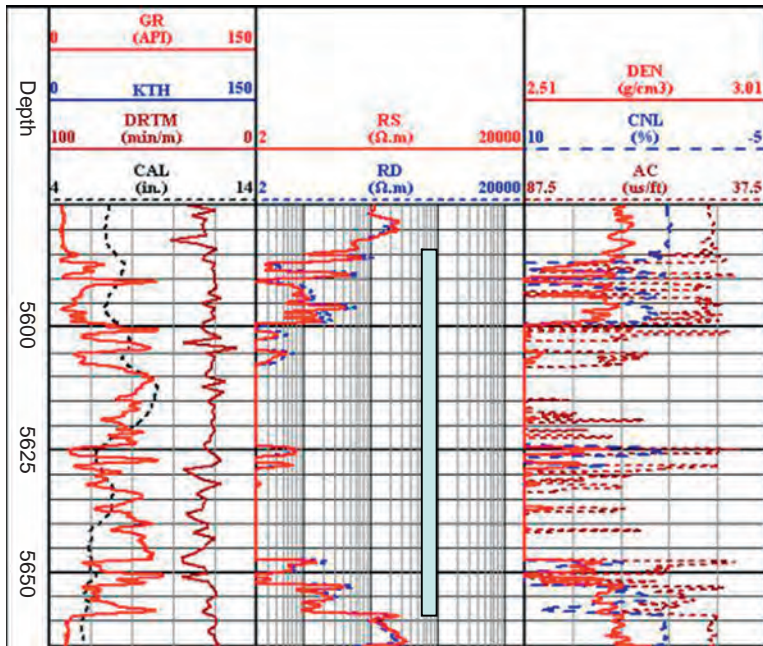 GR
0 (API) 150
0 KTH 150
DRTM
100 (min/m) 0
CAL
4 (in.) 14
RS
2 (Ω.m) 20000
RD
2 (Ω.m) 20000
DEN
2.51 (g/cm3) 3.01
CNL
10 (%) -5
AC
87.5 (us/ft) 37.5
Depth
5600
5625
5650